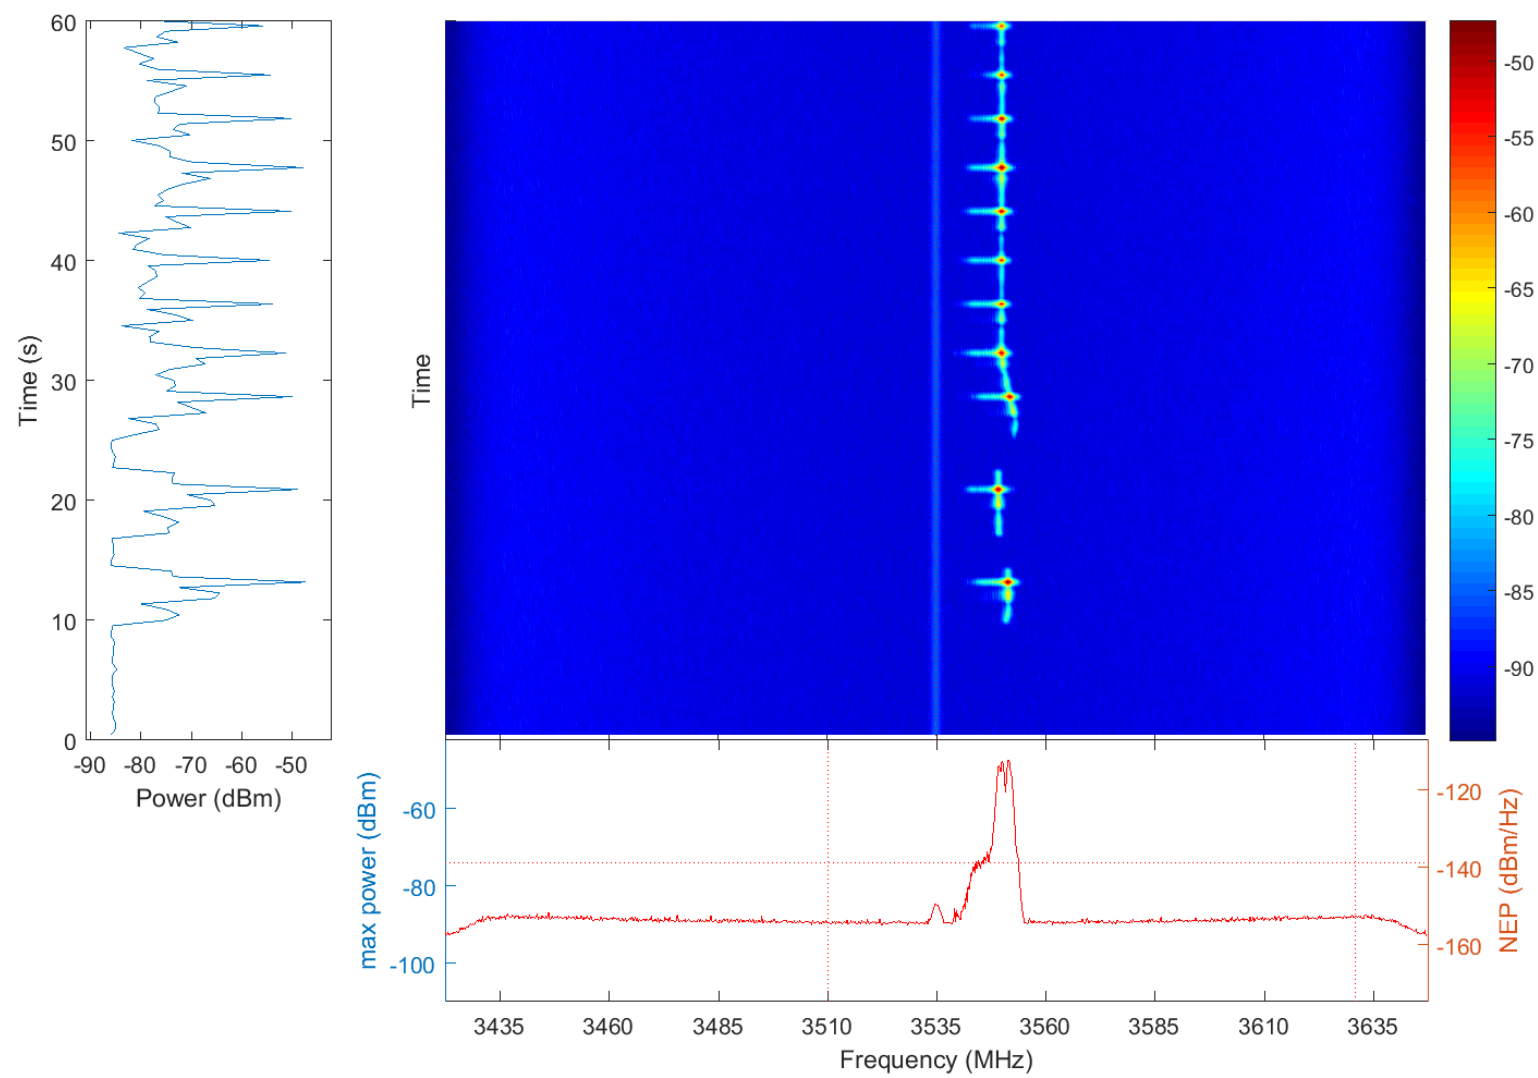 60
50
40
30
20
10
0
Time (s)
-90 -80 -70 -60 -50
Power (dBm)
Time
-50
-55
-60
-65
-70
-75
-80
-85
-90
max power (dBm)
-60
-80
-100
-120
-140
-160
NEP (dBm/Hz)
3435 3460 3485 3510 3535 3560 3585 3610 3635
Frequency (MHz)